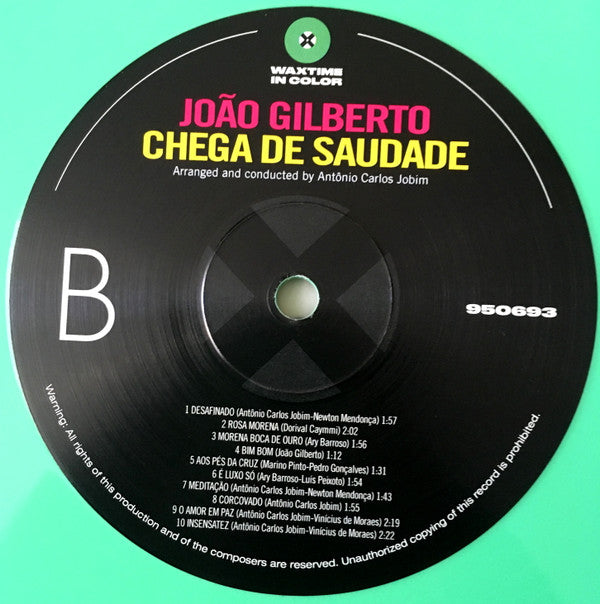 WAXTIME
IN COLOR
JOÃO GILBERTO
CHEGA DE SAUDADE
Arranged and conducted by Antônio Carlos Jobim
B
950693
1 DESAFINADO (Antônio Carlos Jobim-Newton Mendonça) 1:57
2 ROSA MORENA (Dorival Caymmi) 2:02
3 MORENA BOCA DE OURO (Ary Barroso) 1:56
4 BIM BOM (João Gilberto) 1:12
5 AOS PÉS DA CRUZ (Marino Pinto-Pedro Gonçalves) 1:31
6 É LUXO SÓ (Ary Barroso-Luis Peixoto) 1:54
7 MEDITAÇÃO (Antônio Carlos Jobim-Newton Mendonça) 1:43
8 CORCOVADO (Antônio Carlos Jobim) 1:55
9 O AMOR EM PAZ (Antônio Carlos Jobim-Vinícius de Moraes) 2:19
10 INSENSATEZ (Antônio Carlos Jobim-Vinícius de Moraes) 2:22
Warning: All rights of this production and of the composers are reserved. Unauthorized copying of this record is prohibited.